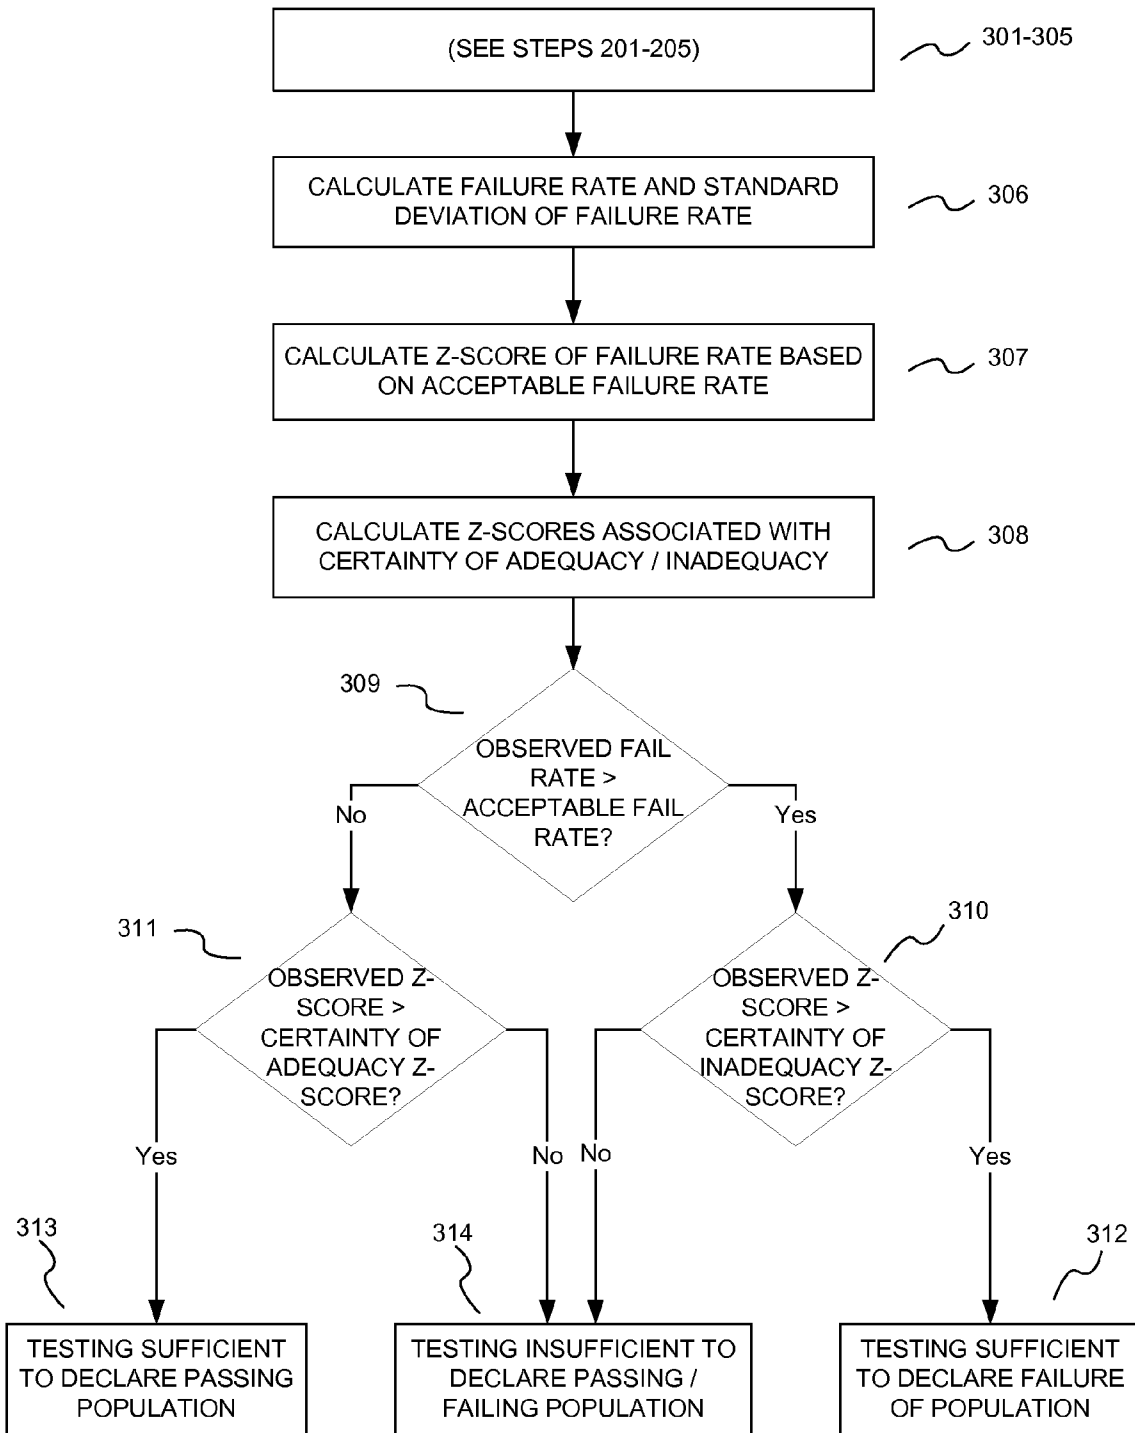 (SEE STEPS 201-205)
301-305
CALCULATE FAILURE RATE AND STANDARD
DEVIATION OF FAILURE RATE
306
CALCULATE Z-SCORE OF FAILURE RATE BASED
ON ACCEPTABLE FAILURE RATE
307
CALCULATE Z-SCORES ASSOCIATED WITH
CERTAINTY OF ADEQUACY / INADEQUACY
308
309
OBSERVED FAIL
RATE >
ACCEPTABLE FAIL
RATE?
No
Yes
311
OBSERVED Z-
SCORE >
CERTAINTY OF
ADEQUACY Z-
SCORE?
310
OBSERVED Z-
SCORE >
CERTAINTY OF
INADEQUACY Z-
SCORE?
Yes
No
No
Yes
313
TESTING SUFFICIENT
TO DECLARE PASSING
POPULATION
314
TESTING INSUFFICIENT TO
DECLARE PASSING /
FAILING POPULATION
312
TESTING SUFFICIENT
TO DECLARE FAILURE
OF POPULATION